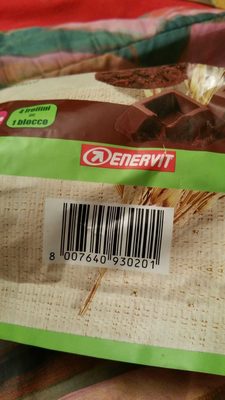 2 frollini
=
1 blocco
ENERVIT
8 007640 930201